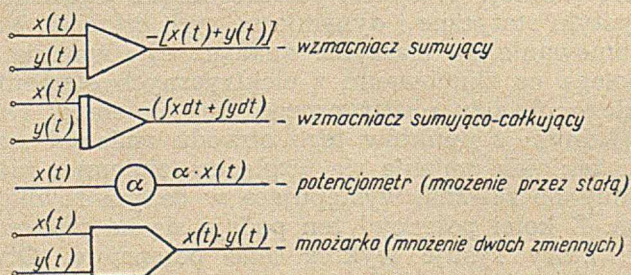 x(t)
y(t) -[x(t)+y(t)] - wzmacniacz sumujący
x(t)
y(t) -(∫xdt+∫ydt) - wzmacniacz sumująco-całkujący
x(t) α α·x(t) - potencjometr (mnożenie przez stałą)
x(t)
y(t) x(t)·y(t) - mnożarka (mnożenie dwóch zmiennych)